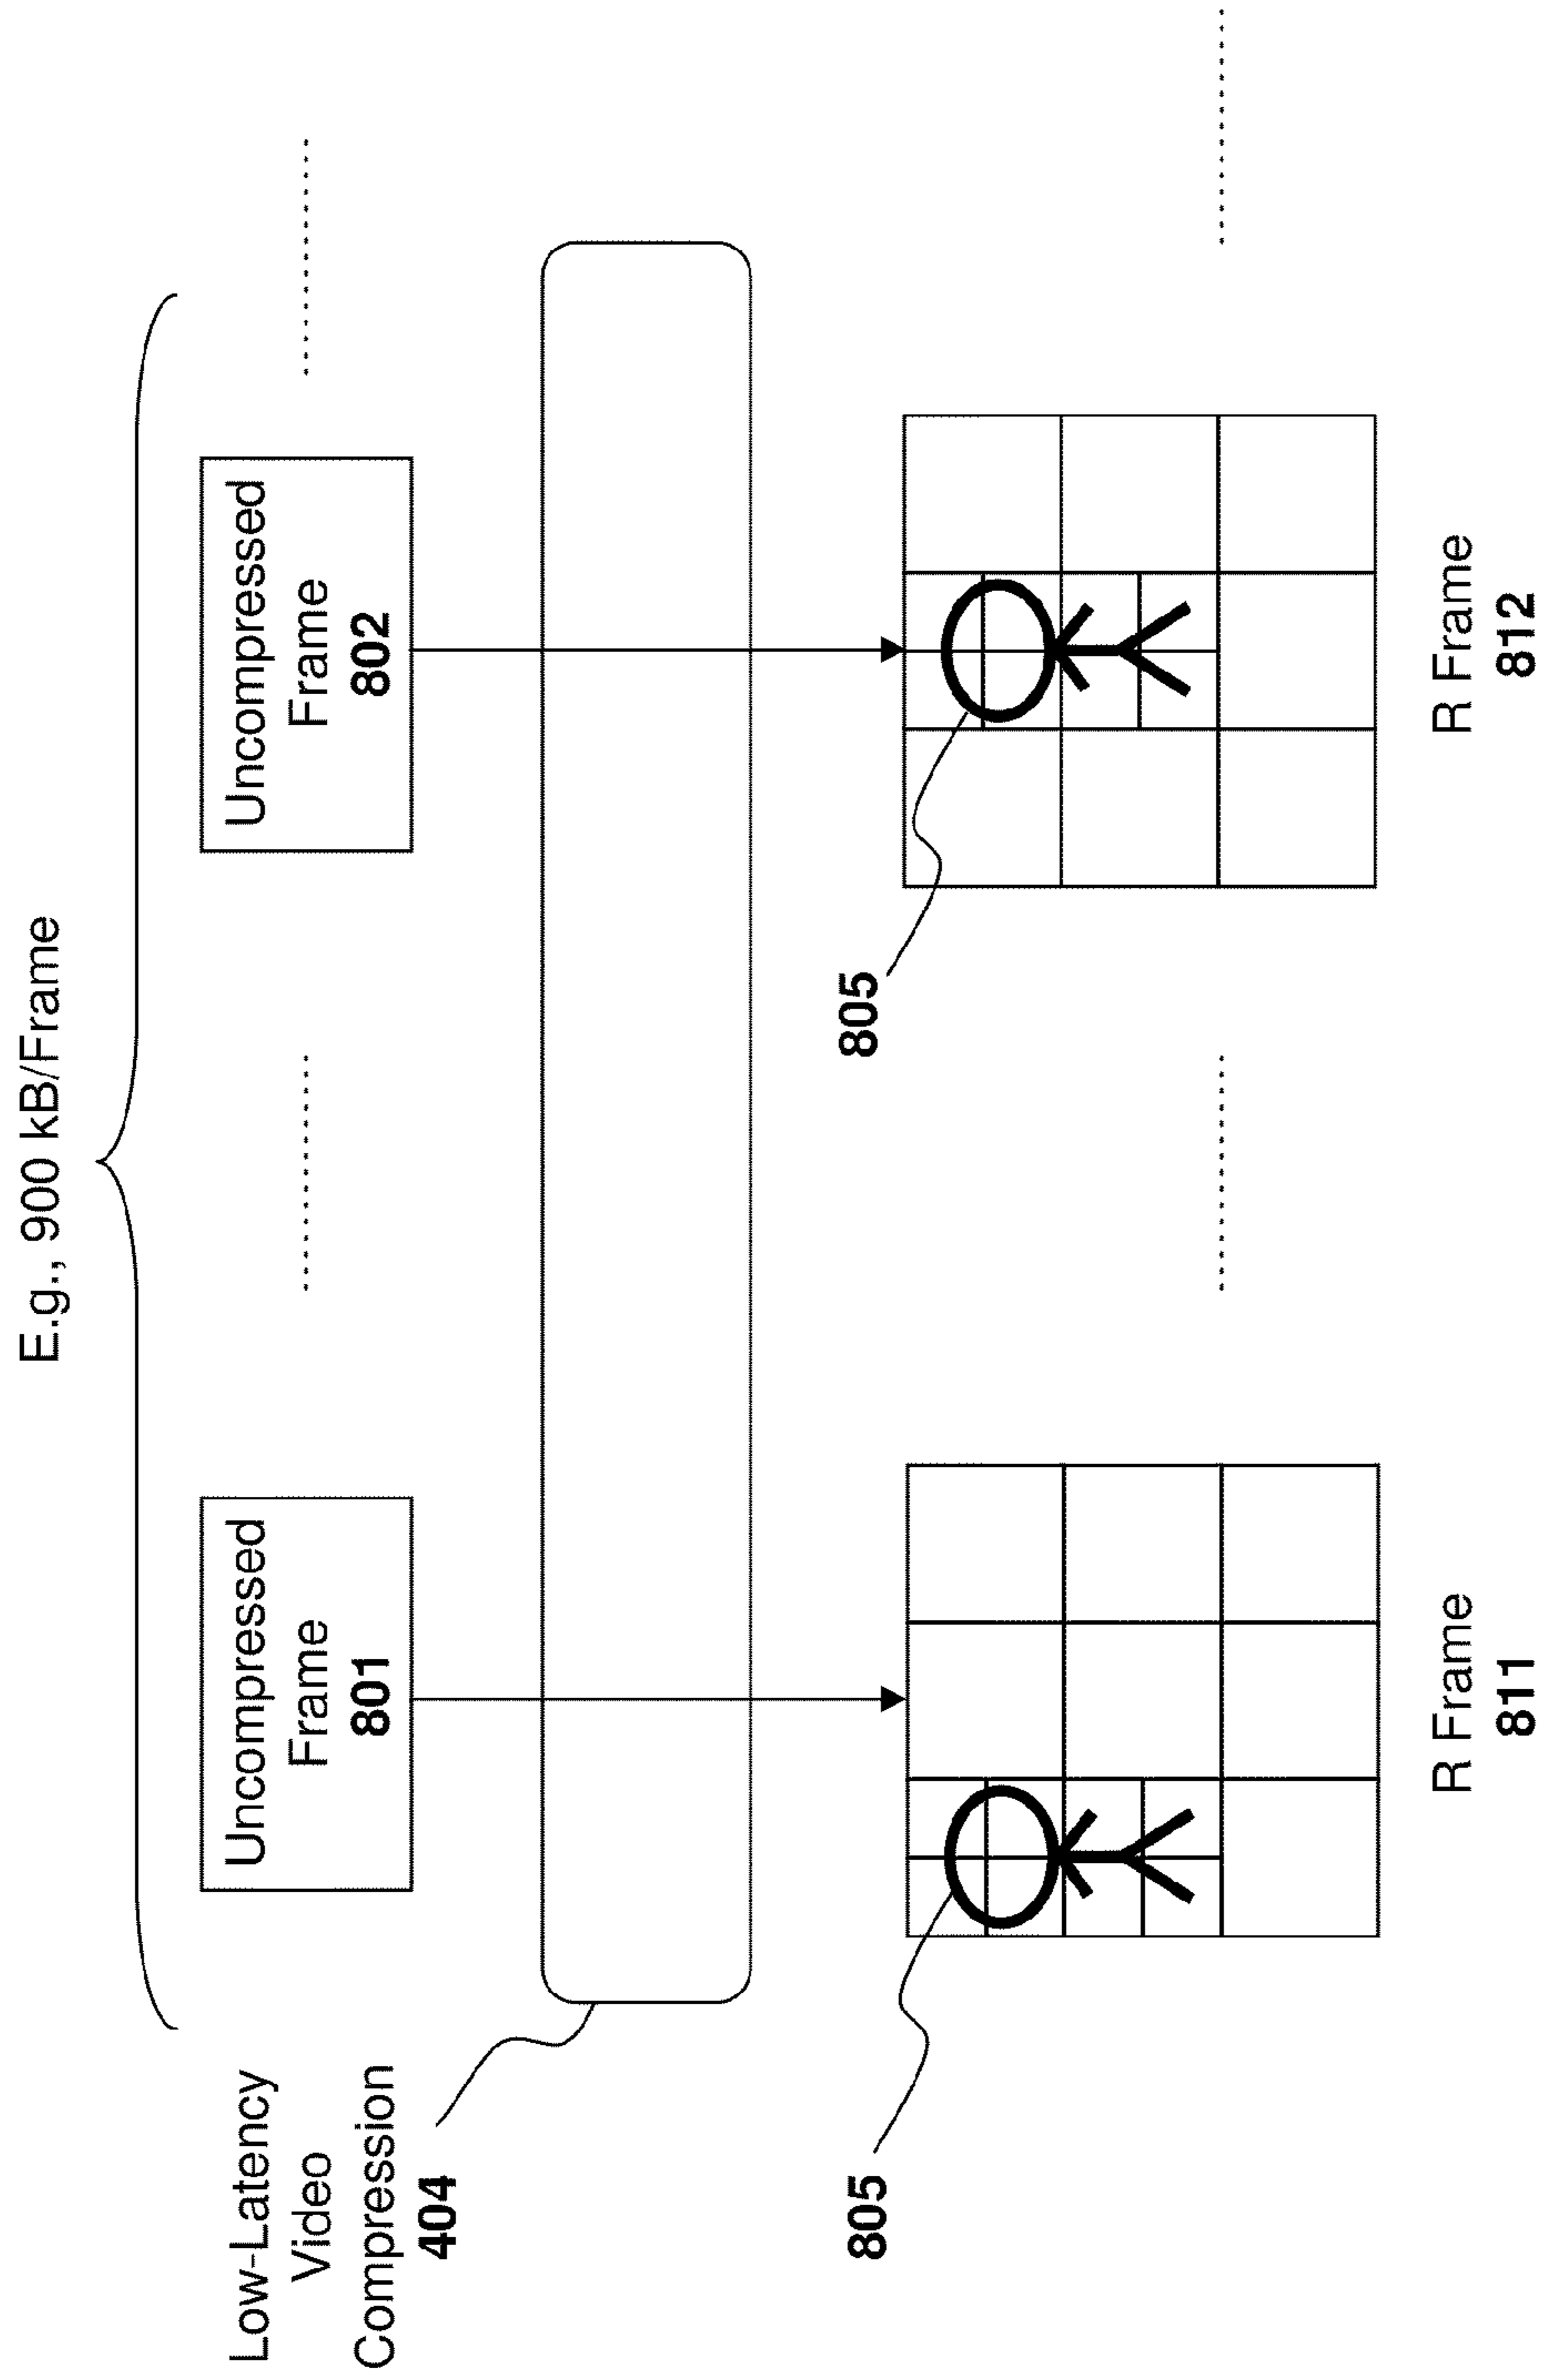 E.g., 900 kB/Frame
Uncompressed
Frame
801
Uncompressed
Frame
802
Low-Latency
Video
Compression
404
805
805
R Frame
811
R Frame
812